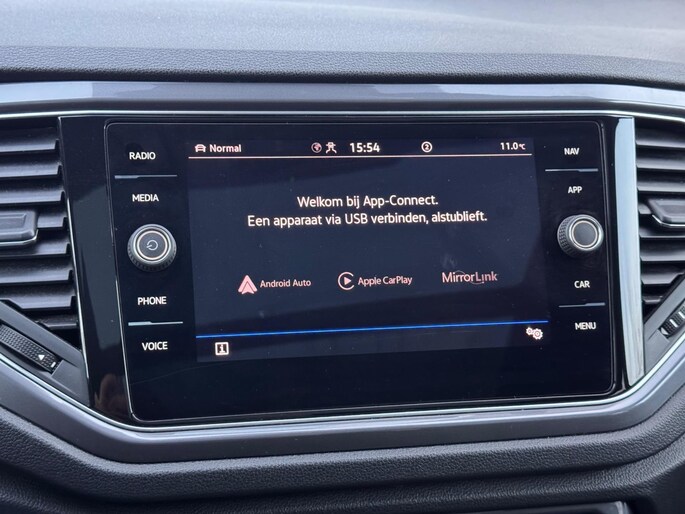 RADIO
MEDIA
PHONE
VOICE
Normal 15:54 2 11.0°C
Welkom bij App-Connect.
Een apparaat via USB verbinden, alstublieft.
Android Auto Apple CarPlay MirrorLink
NAV
APP
CAR
MENU